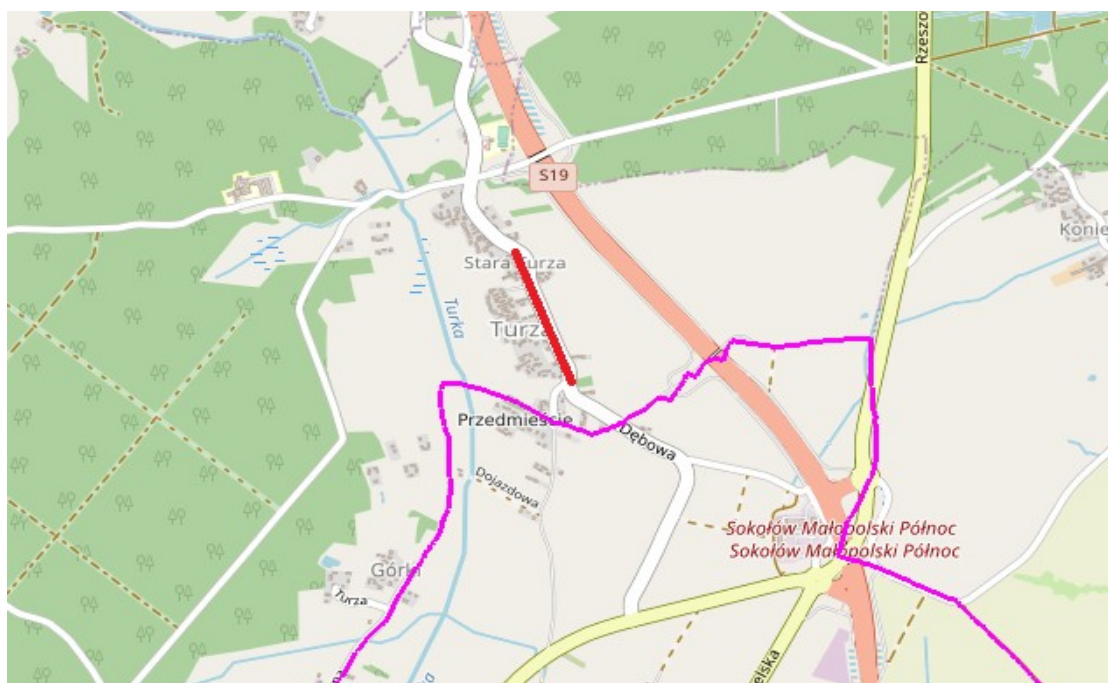 Rzeszo
S19
Konie
Stara Turza
Turka
Turza
Przedmieście
Dębowa
Dojazdowa
Sokołów Małopolski Północ
Sokołów Małopolski Północ
Górki
Turza
elska